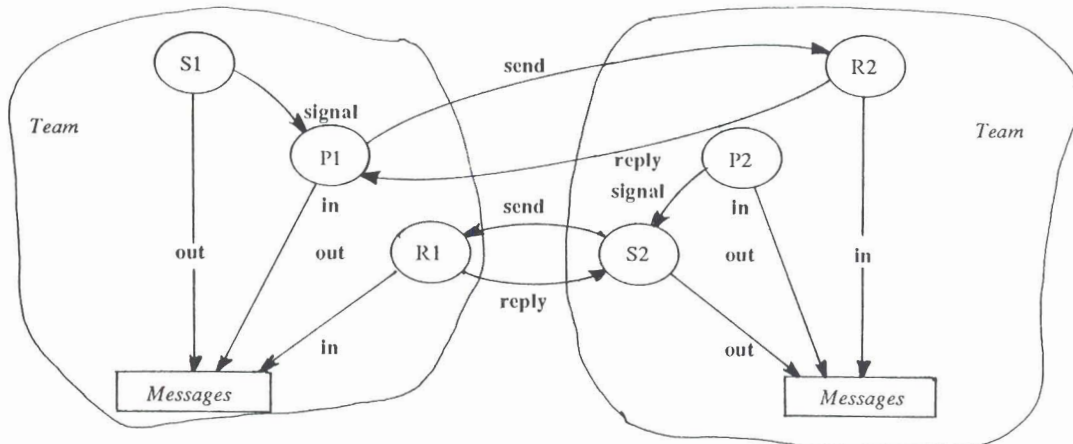 S1
send
R2
Team
signal
Team
P1
reply
P2
signal
in
send
in
out
out
R1
S2
out
in
reply
in
out
Messages
Messages